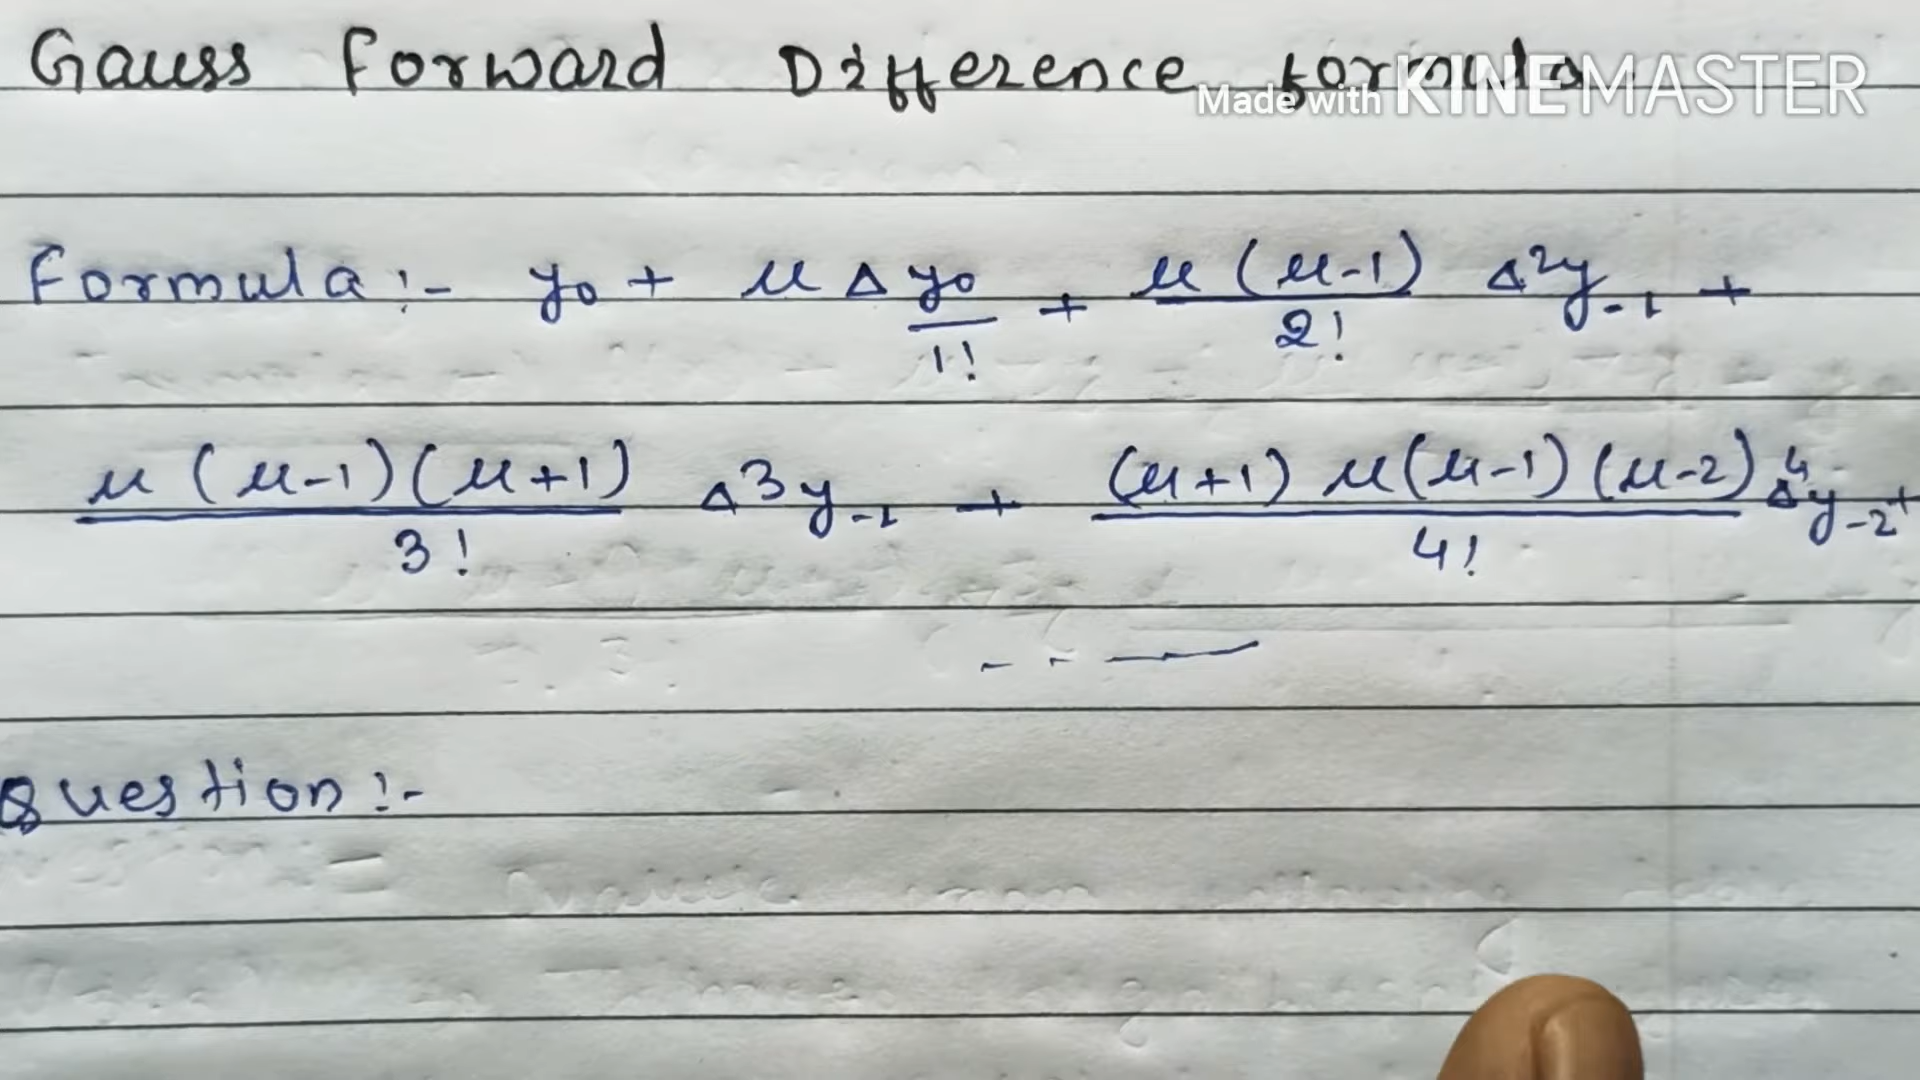 Gauss Forward Difference formula
Made with KINEMASTER
Formula:- y₀ + u Δ y₀/1! + u(u-1)/2! Δ²y₋₁ +
u(u-1)(u+1)/3! Δ³y₋₁ + (u+1)u(u-1)(u-2)/4! Δ⁴y₋₂ +
- - —
Question:-